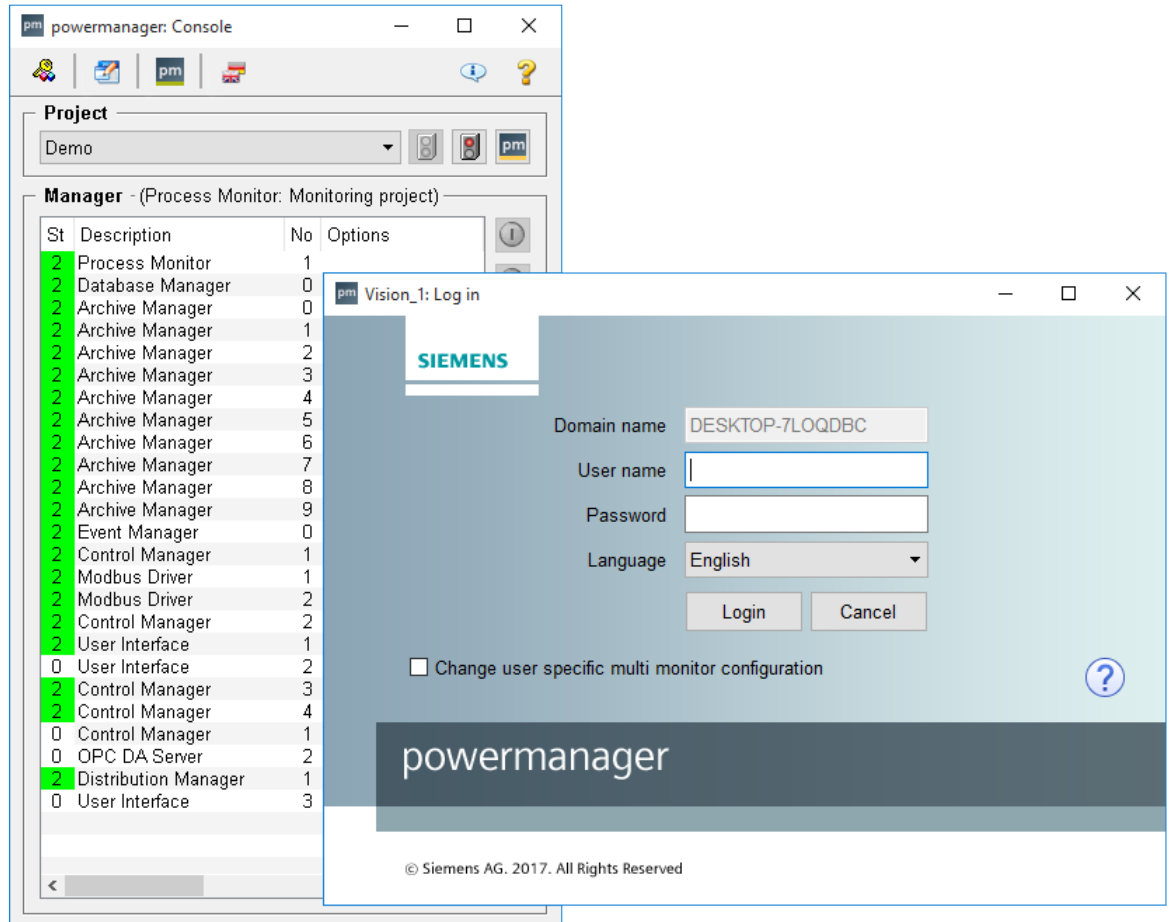 pm powermanager: Console
pm
Project
Demo
pm
Manager - (Process Monitor: Monitoring project)
St Description No Options
2 Process Monitor 1
2 Database Manager 0
2 Archive Manager 0
2 Archive Manager 1
2 Archive Manager 2
2 Archive Manager 3
2 Archive Manager 4
2 Archive Manager 5
2 Archive Manager 6
2 Archive Manager 7
2 Archive Manager 8
2 Archive Manager 9
2 Event Manager 0
2 Control Manager 1
2 Modbus Driver 1
2 Modbus Driver 2
2 Control Manager 2
2 User Interface 1
0 User Interface 2
2 Control Manager 3
2 Control Manager 4
0 Control Manager 1
0 OPC DA Server 2
2 Distribution Manager 1
0 User Interface 3
pm Vision_1: Log in
SIEMENS
Domain name DESKTOP-7LOQDBC
User name
Password
Language English
Login Cancel
Change user specific multi monitor configuration
powermanager
© Siemens AG. 2017. All Rights Reserved